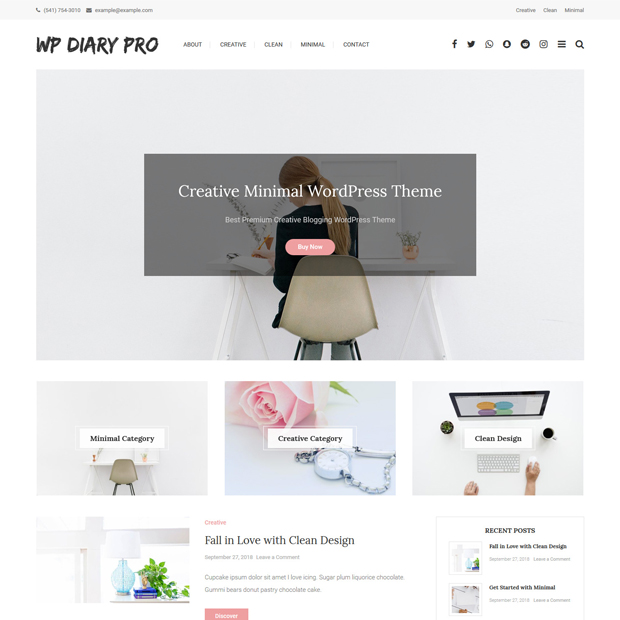 (541) 754-3010 example@example.com Creative Clean Minimal
WP DIARY PRO ABOUT CREATIVE CLEAN MINIMAL CONTACT
Creative Minimal WordPress Theme
Best Premium Creative Blogging WordPress Theme
Buy Now
Minimal Category Creative Category Clean Design
Creative
Fall in Love with Clean Design
September 27, 2018 Leave a Comment
Cupcake ipsum dolor sit amet I love icing. Sugar plum liquorice chocolate.
Gummi bears donut pastry chocolate cake.
Discover
RECENT POSTS
Fall in Love with Clean Design
September 27, 2018 Leave a Comment
Get Started with Minimal
September 27, 2018 Leave a Comment